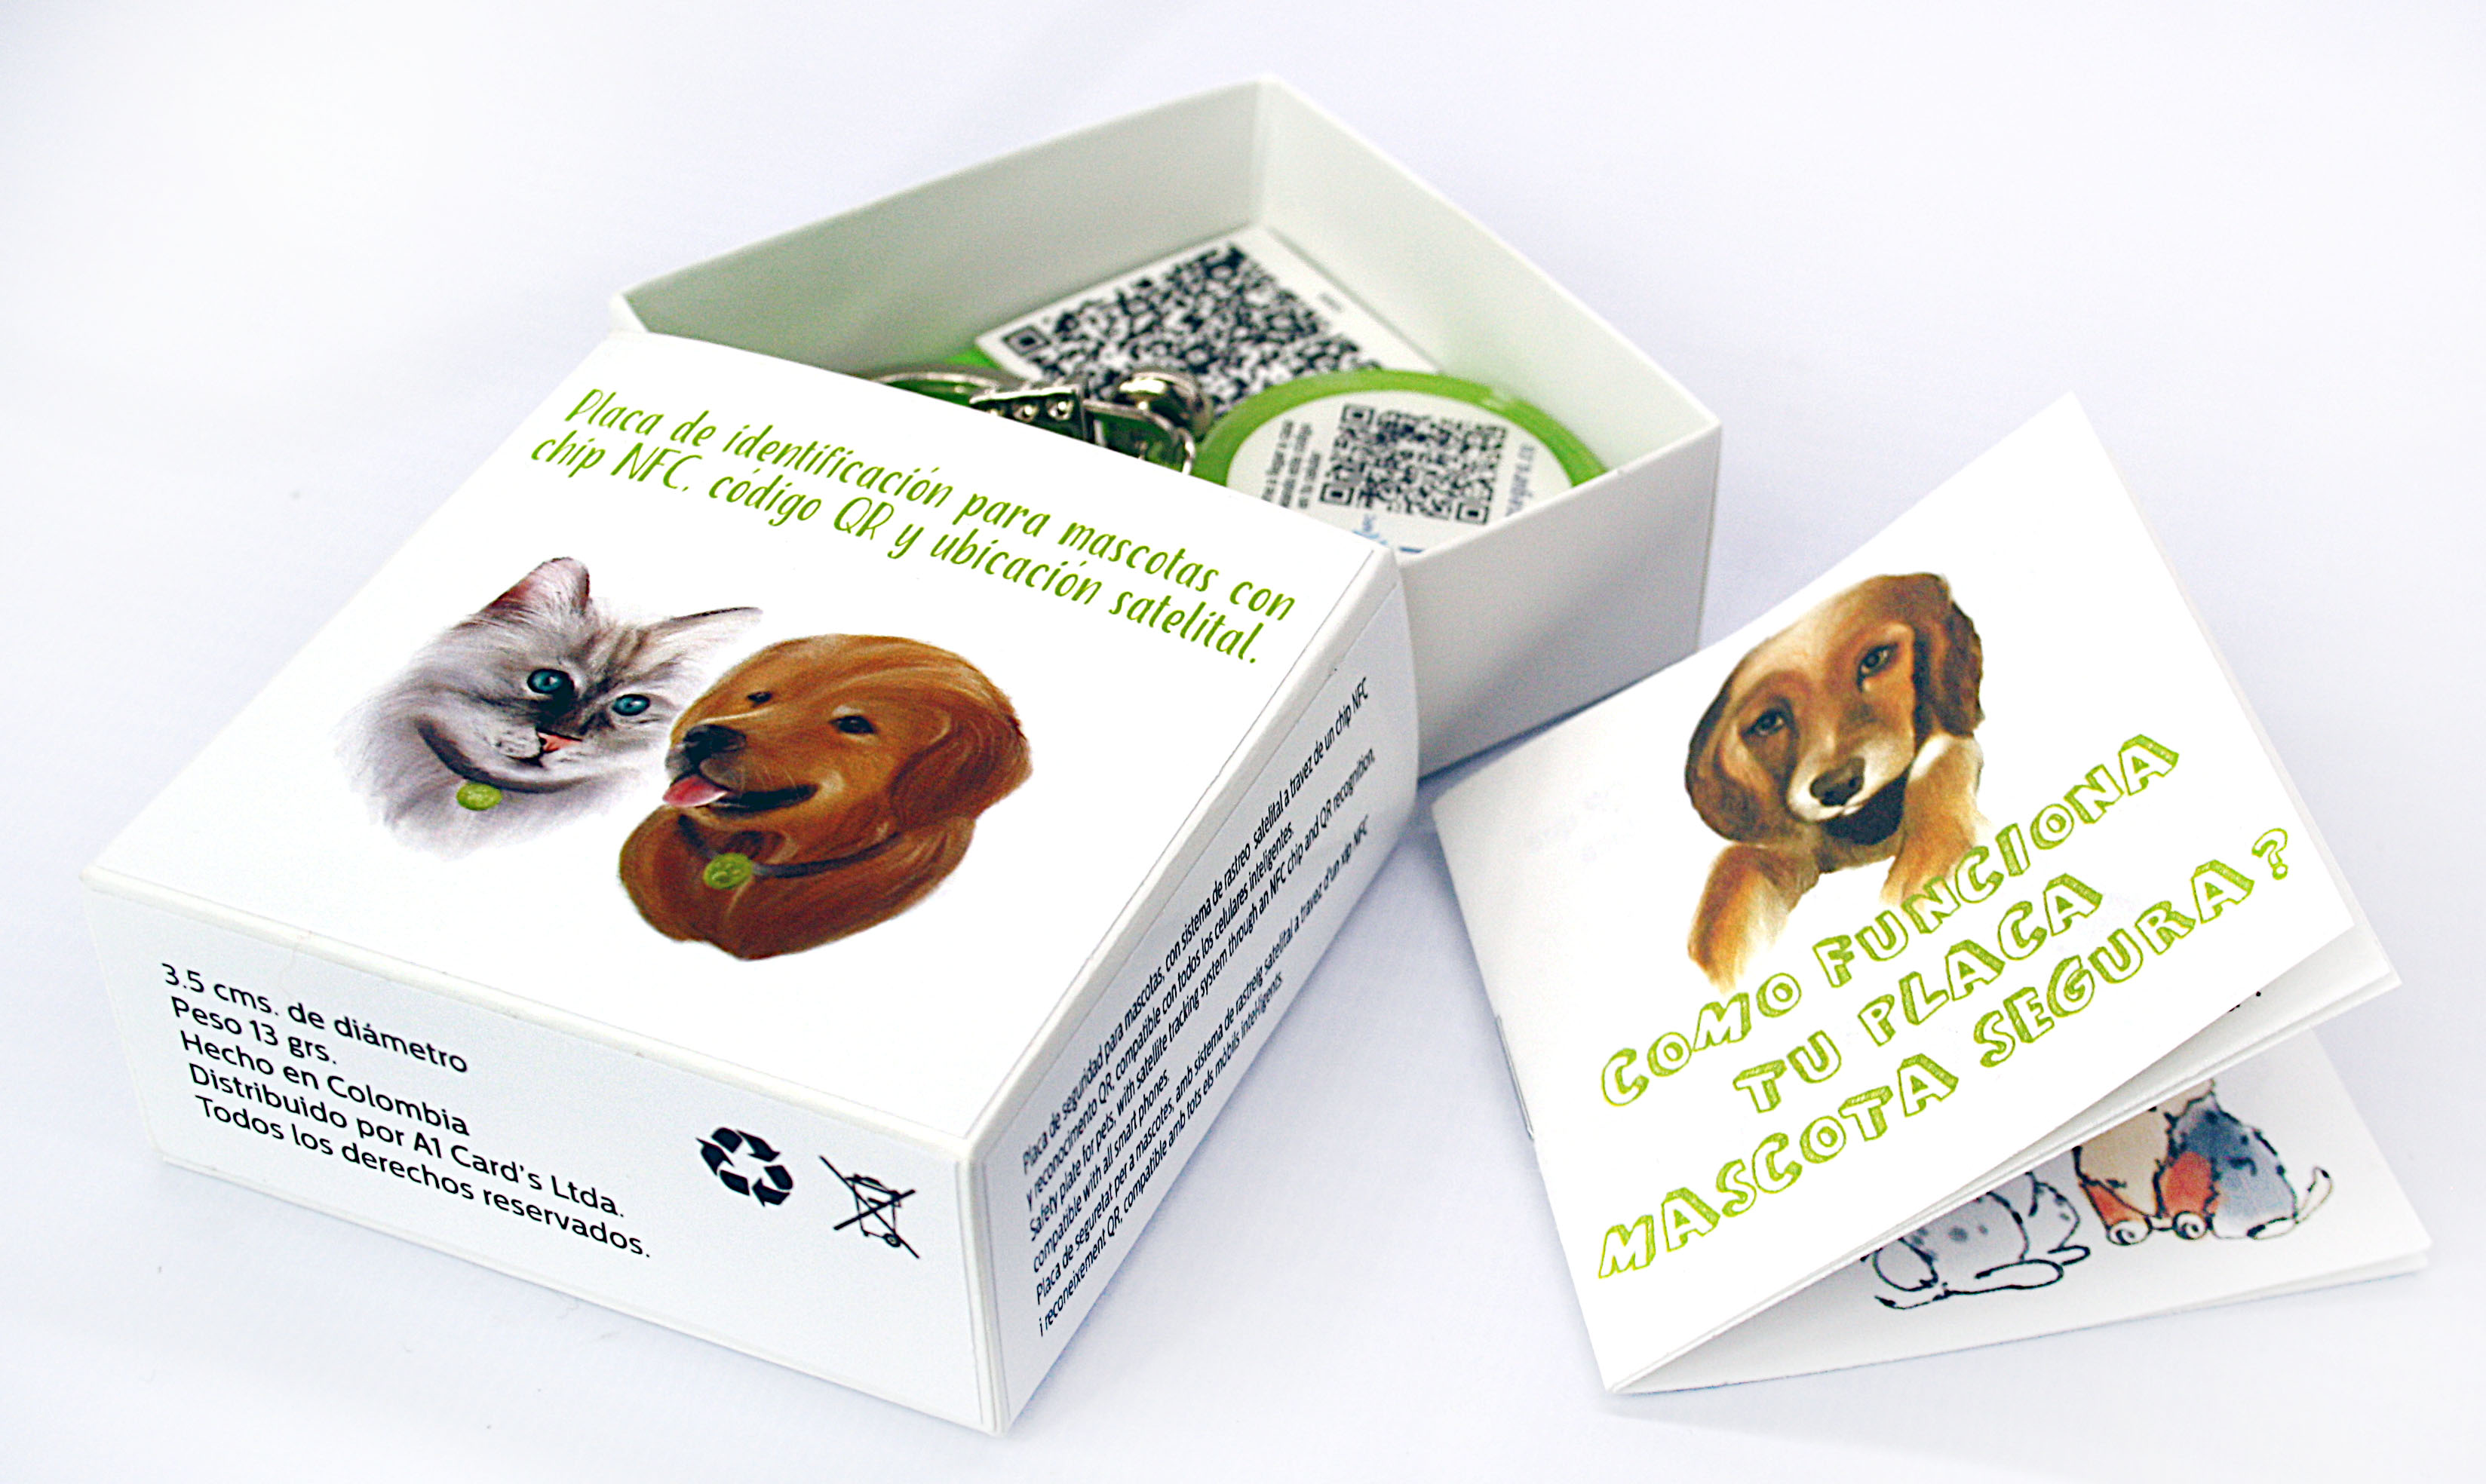 Placa de identificación para mascotas con
chip NFC, código QR y ubicación satelital.
3.5 cms. de diámetro
Peso 13 grs.
Hecho en Colombia
Distribuido por A1 Card's Ltda.
Todos los derechos reservados.
Placa de seguridad para mascotas, con sistema de rastreo satelital a travez de un chip NFC
y reconocimento QR, compatible con todos los celulares inteligentes.
Safety plate for pets, with satellite tracking system through an NFC chip and QR recognition,
compatible with all smart phones.
Placa de seguretat per a mascotes, amb sistema de rastreig satelital a travez d'un xip NFC
i reconeixement QR, compatible amb tots els mòbils intel·ligents.
COMO FUNCIONA
TU PLACA
MASCOTA SEGURA?